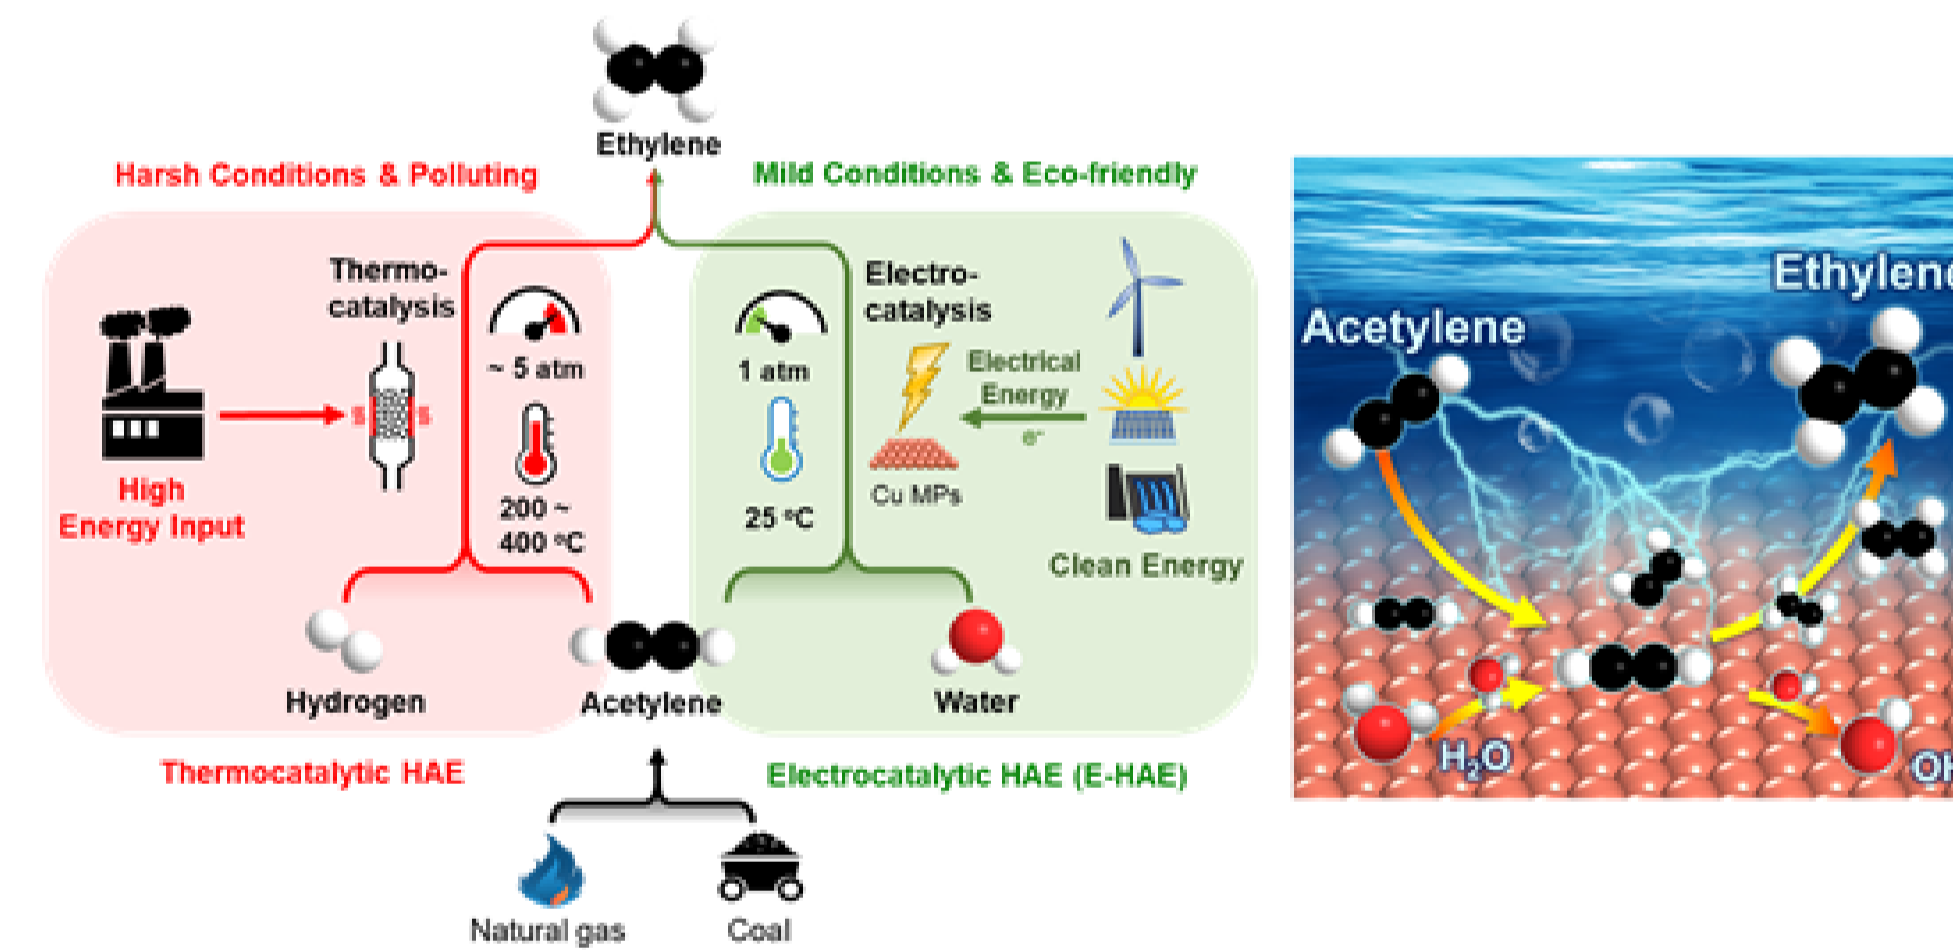 Ethylene
Harsh Conditions & Polluting
Mild Conditions & Eco-friendly
Thermo-
catalysis
~ 5 atm
200 ~
400 °C
High
Energy Input
S S
1 atm
25 °C
Electro-
catalysis
Electrical
Energy
e⁻
Cu MPs
Clean Energy
Hydrogen
Acetylene
Water
Thermocatalytic HAE
Electrocatalytic HAE (E-HAE)
Natural gas
Coal
Acetylene
Ethylene
H₂O
OH